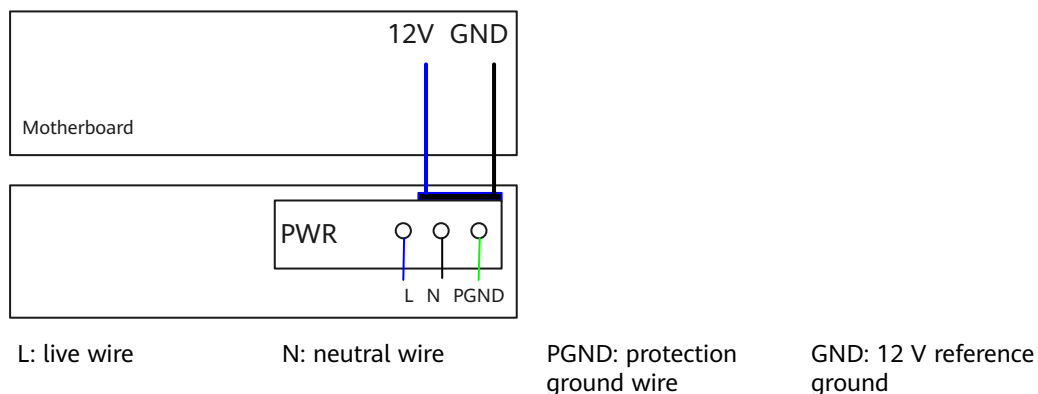 12V GND
Motherboard
PWR
L N PGND
L: live wire
N: neutral wire
PGND: protection
ground wire
GND: 12 V reference
ground